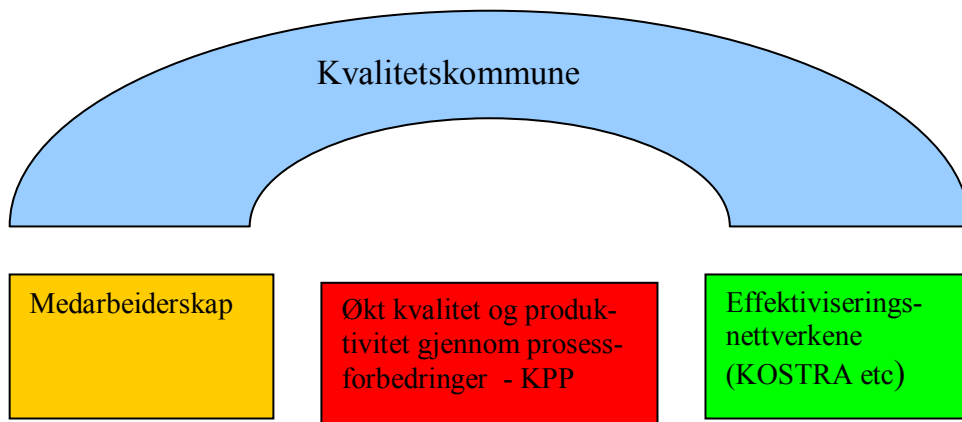 Kvalitetskommune
Medarbeiderskap
Økt kvalitet og produk-
tivitet gjennom prosess-
forbedringer - KPP
Effektiviserings-
nettverkene
(KOSTRA etc)